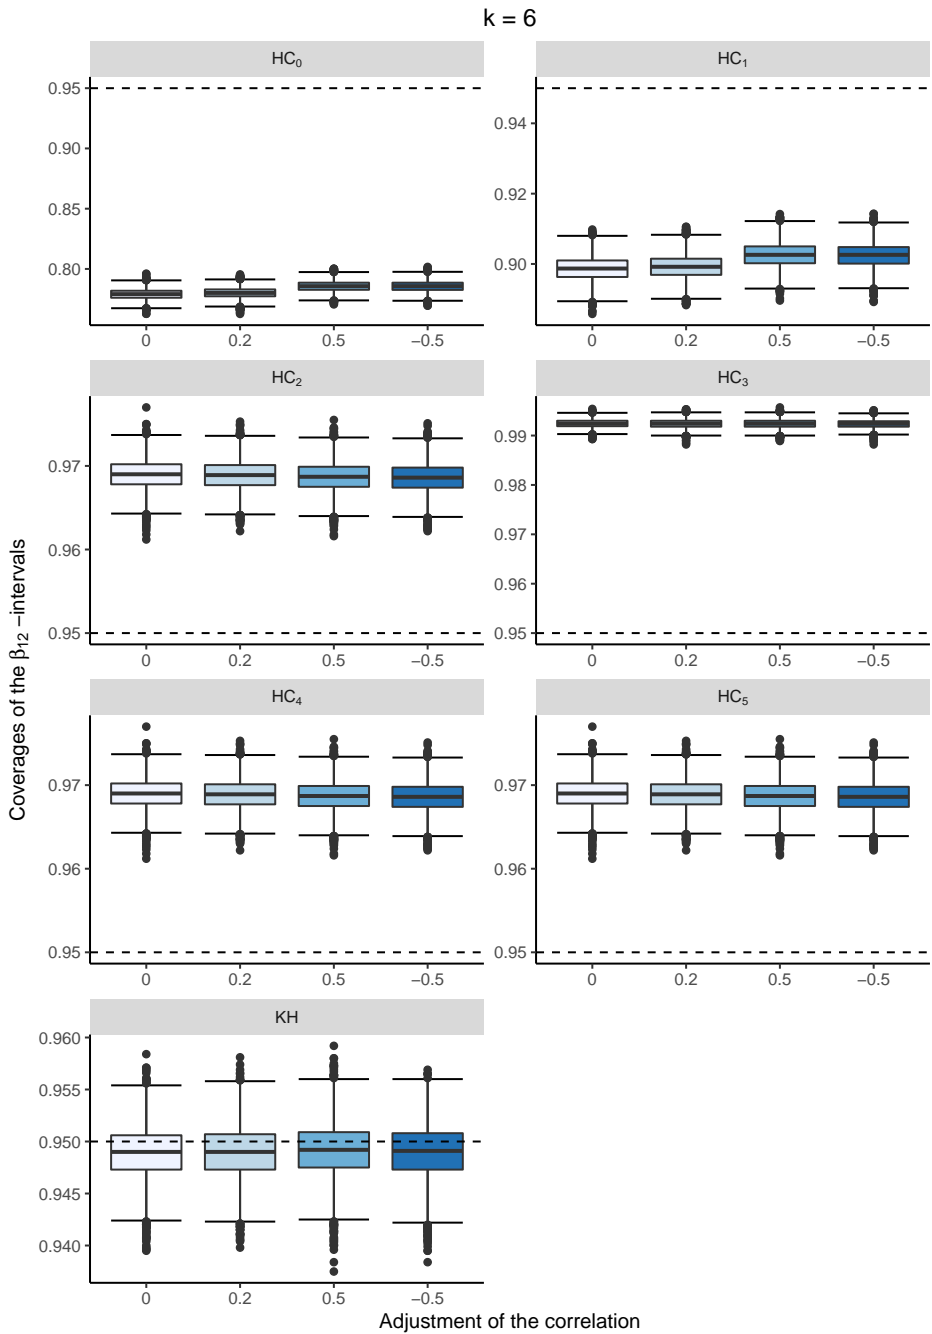 k = 6
HC₀
HC₁
0.95
0.90
0.85
0.80
0.94
0.92
0.90
0 0.2 0.5 −0.5
0 0.2 0.5 −0.5
HC₂
HC₃
0.97
0.96
0.95
0.99
0.98
0.97
0.96
0.95
0 0.2 0.5 −0.5
0 0.2 0.5 −0.5
HC₄
HC₅
0.97
0.96
0.95
0.97
0.96
0.95
0 0.2 0.5 −0.5
0 0.2 0.5 −0.5
KH
0.960
0.955
0.950
0.945
0.940
0 0.2 0.5 −0.5
Coverages of the β₁₂ −intervals
Adjustment of the correlation